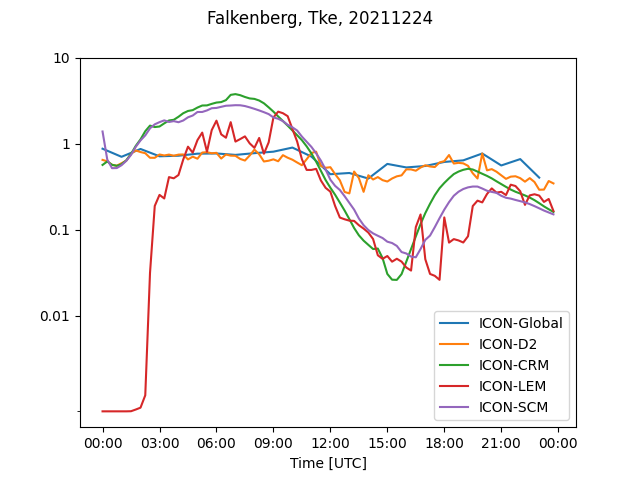 Falkenberg, Tke, 20211224
10
1
0.1
0.01
ICON-Global
ICON-D2
ICON-CRM
ICON-LEM
ICON-SCM
00:00 03:00 06:00 09:00 12:00 15:00 18:00 21:00 00:00
Time [UTC]